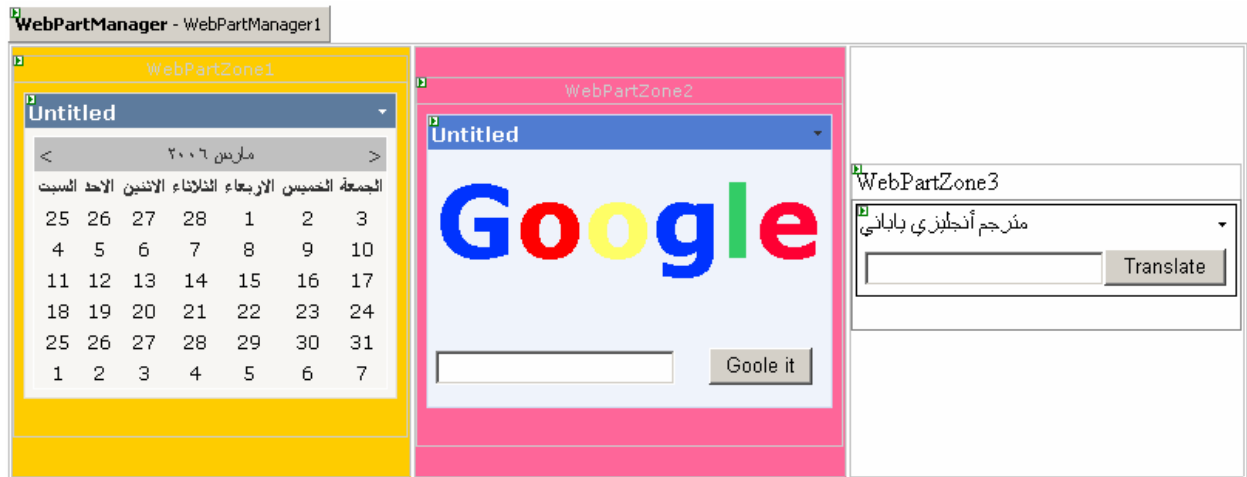 WebPartManager - WebPartManager1
WebPartZone1
Untitled
< مارس ٢٠٠٦ >
السبت الاحد الاثنين الثلاثاء الاربعاء الخميس الجمعة
25 26 27 28 1 2 3
4 5 6 7 8 9 10
11 12 13 14 15 16 17
18 19 20 21 22 23 24
25 26 27 28 29 30 31
1 2 3 4 5 6 7
WebPartZone2
Untitled
Google
Goole it
WebPartZone3
مترجم أنجليزي ياباني
Translate